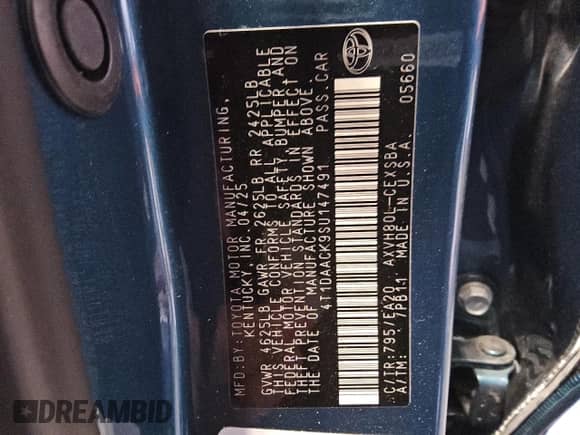 MFD. BY: TOYOTA MOTOR MANUFACTURING,
KENTUCKY, INC. 04/25
GVWR 4625LB GAWR FR 2625LB RR 2425LB
THIS VEHICLE CONFORMS TO ALL APPLICABLE
FEDERAL MOTOR VEHICLE SAFETY, BUMPER AND
THEFT PREVENTION STANDARDS IN EFFECT ON
THE DATE OF MANUFACTURE SHOWN ABOVE.
4T1DAACK9SU147491 PASS CAR
C/TR: 795/EA20 AXVH80L-CEXSBA
A/TM: /PB11 MADE IN U.S.A.
05660
DREAMBID